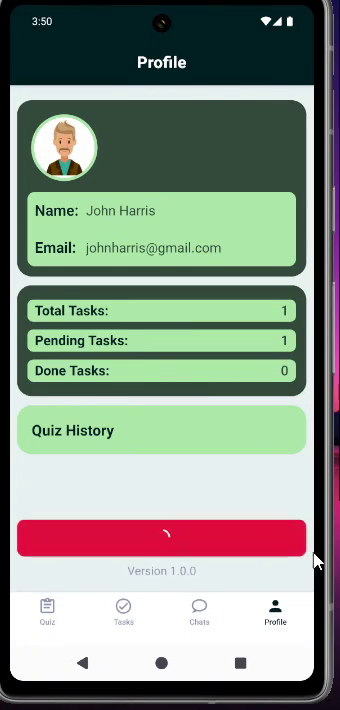 3:50
Profile
Name: John Harris
Email: johnharris@gmail.com
Total Tasks: 1
Pending Tasks: 1
Done Tasks: 0
Quiz History
Version 1.0.0
Quiz Tasks Chats Profile